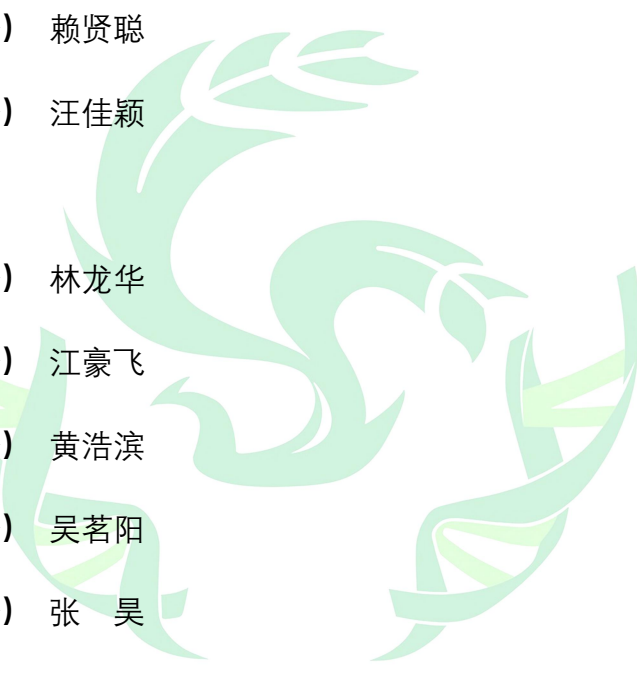 ) 赖贤聪
) 汪佳颖
) 林龙华
) 江豪飞
) 黄浩滨
) 吴茗阳
) 张　昊